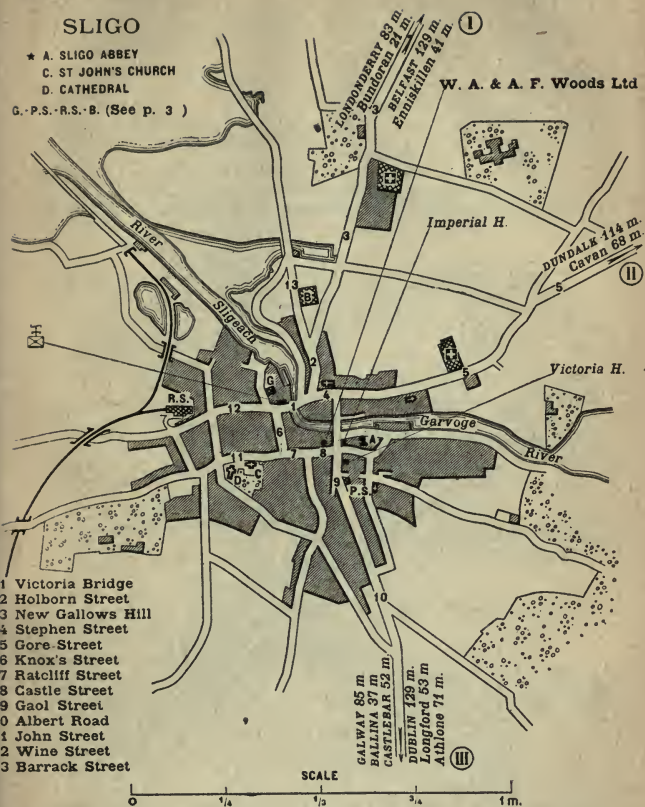 SLIGO
★ A. SLIGO ABBEY
C. ST JOHN'S CHURCH
D. CATHEDRAL
G.-P.S.-R.S.-B. (See p. 3 )
LONDONDERRY 83 m.
Bundoran 21 m.
BELFAST 129 m.
Enniskillen 41 m.
I
W. A. & A. F. Woods Ltd
Imperial H.
DUNDALK 114 m.
Cavan 68 m.
II
Victoria H.
River
Sligeach
Garvoge
River
3
3
13
B
2
5
5
G
1
4
R.S.
12
6
7
8
A
11
D
C
9
P.S.
10
1 Victoria Bridge
2 Holborn Street
3 New Gallows Hill
4 Stephen Street
5 Gore Street
6 Knox's Street
7 Ratcliff Street
8 Castle Street
9 Gaol Street
0 Albert Road
1 John Street
2 Wine Street
3 Barrack Street
GALWAY 85 m
BALLINA 37 m
CASTLEBAR 52 m
DUBLIN 129 m.
Longford 53 m
Athlone 71 m.
III
SCALE
0 1/4 1/3 3/4 1 m.